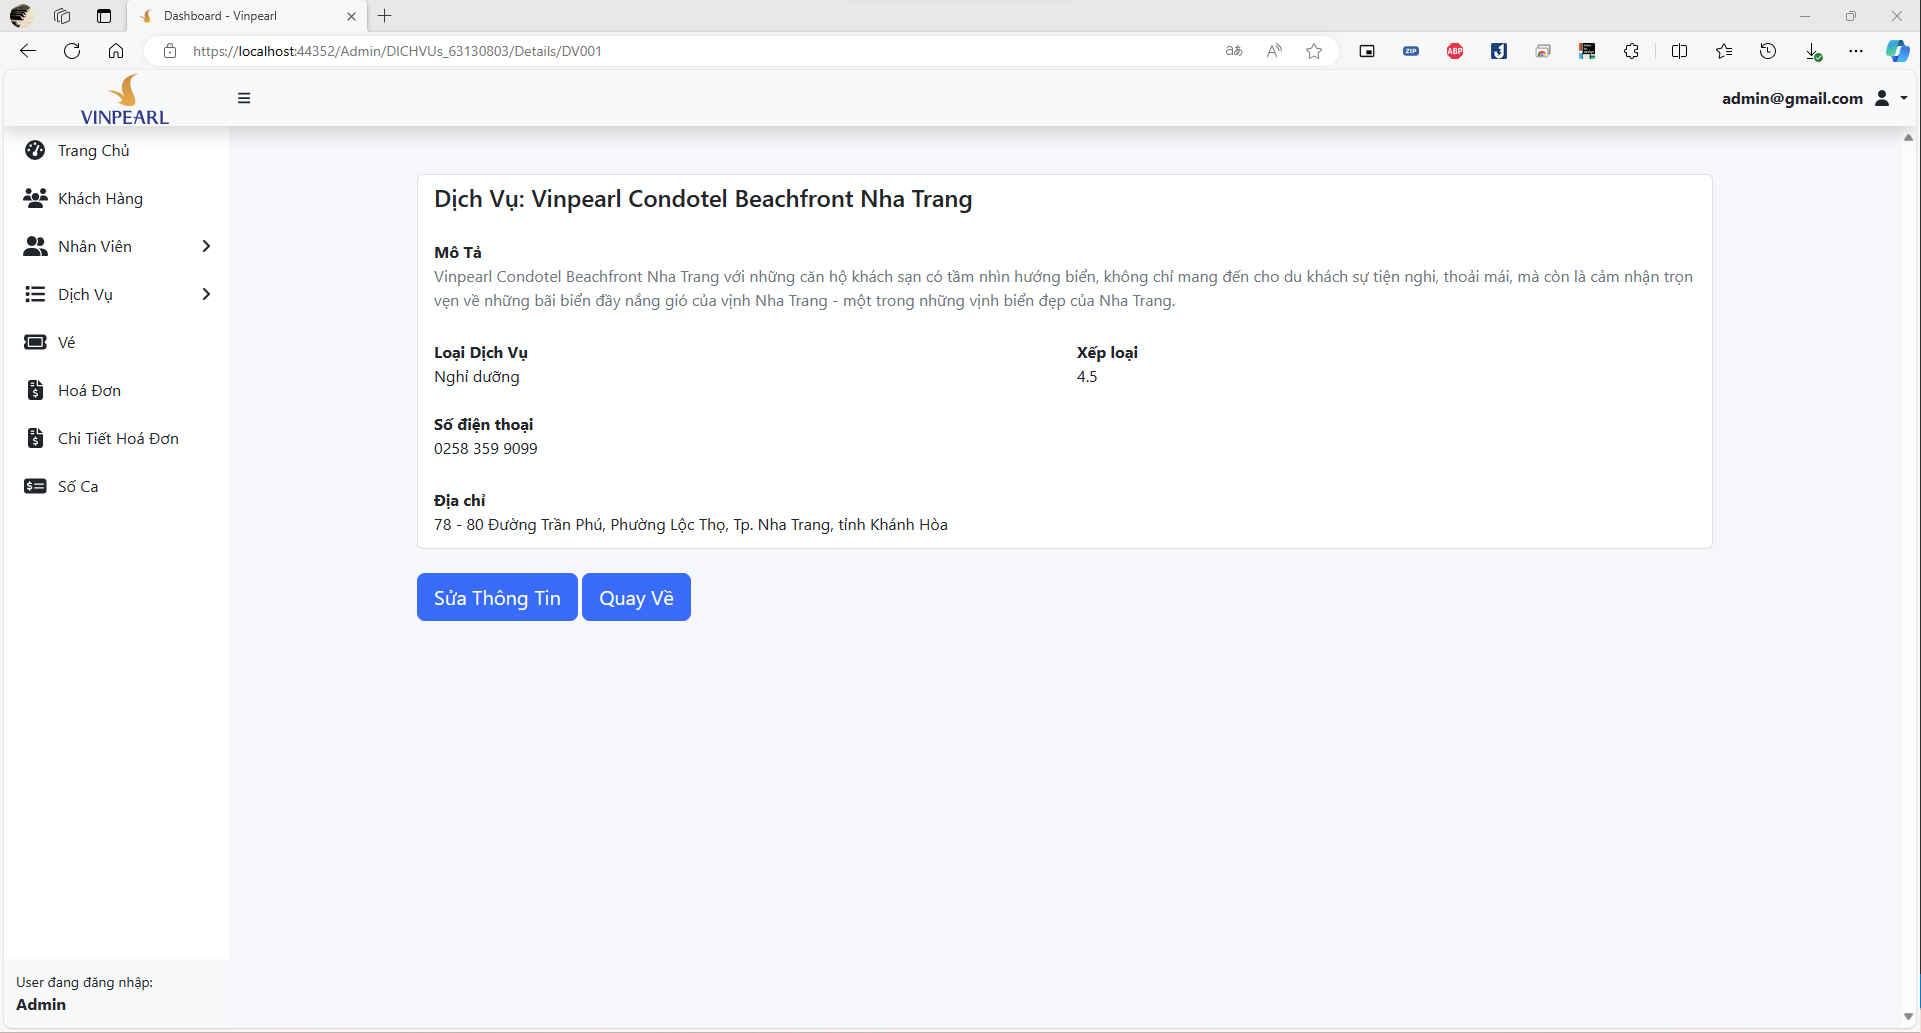 Dashboard - Vinpearl
https://localhost:44352/Admin/DICHVUs_63130803/Details/DV001
aあ
A
ZIP
ABP
VINPEARL
admin@gmail.com
Trang Chủ
Khách Hàng
Nhân Viên
Dịch Vụ
Vé
Hoá Đơn
Chi Tiết Hoá Đơn
Số Ca
Dịch Vụ: Vinpearl Condotel Beachfront Nha Trang
Mô Tả
Vinpearl Condotel Beachfront Nha Trang với những căn hộ khách sạn có tầm nhìn hướng biển, không chỉ mang đến cho du khách sự tiện nghi, thoải mái, mà còn là cảm nhận trọn
vẹn về những bãi biển đầy nắng gió của vịnh Nha Trang - một trong những vịnh biển đẹp của Nha Trang.
Loại Dịch Vụ
Nghỉ dưỡng
Xếp loại
4.5
Số điện thoại
0258 359 9099
Địa chỉ
78 - 80 Đường Trần Phú, Phường Lộc Thọ, Tp. Nha Trang, tỉnh Khánh Hòa
Sửa Thông Tin
Quay Về
User đang đăng nhập:
Admin